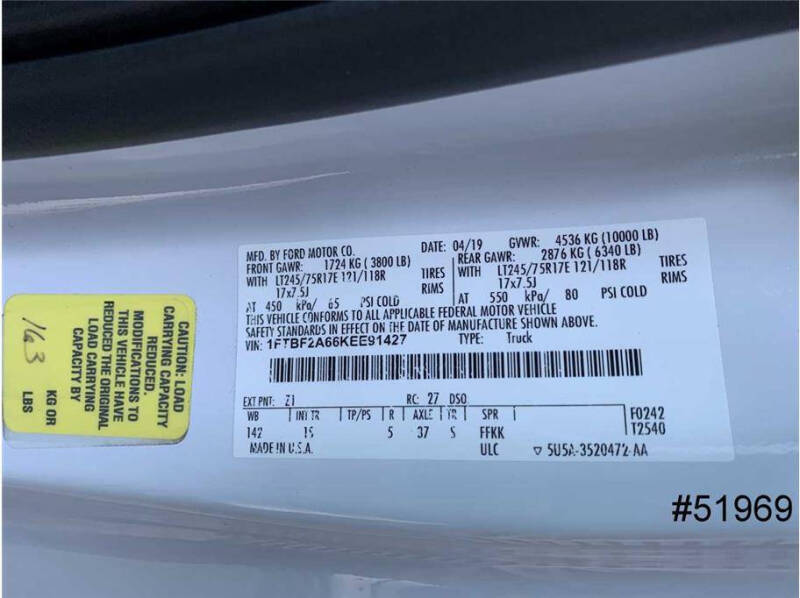 MFD. BY FORD MOTOR CO.
DATE: 04/19
GVWR: 4536 KG (10000 LB)
FRONT GAWR: 1724 KG (3800 LB)
REAR GAWR: 2876 KG (6340 LB)
WITH LT245/75R17E 121/118R TIRES
WITH LT245/75R17E 121/118R TIRES
17x7.5J RIMS
17x7.5J RIMS
AT 450 kPa/ 65 PSI COLD
AT 550 kPa/ 80 PSI COLD
THIS VEHICLE CONFORMS TO ALL APPLICABLE FEDERAL MOTOR VEHICLE
SAFETY STANDARDS IN EFFECT ON THE DATE OF MANUFACTURE SHOWN ABOVE.
VIN: 1FTBF2A66KEE91427 TYPE: Truck
EXT PNT: Z1 RC: 27 DSO:
WB INT TR TP/PS R AXLE TR SPR F0242
142 IS 5 37 S FFKK T2540
MADE IN U.S.A. ULC ▽ 5U5A-3520472-AA
CAUTION: LOAD
CARRYING CAPACITY
REDUCED.
MODIFICATIONS TO
THIS VEHICLE HAVE
REDUCED THE ORIGINAL
LOAD CARRYING
CAPACITY BY
163 KG OR
LBS
#51969